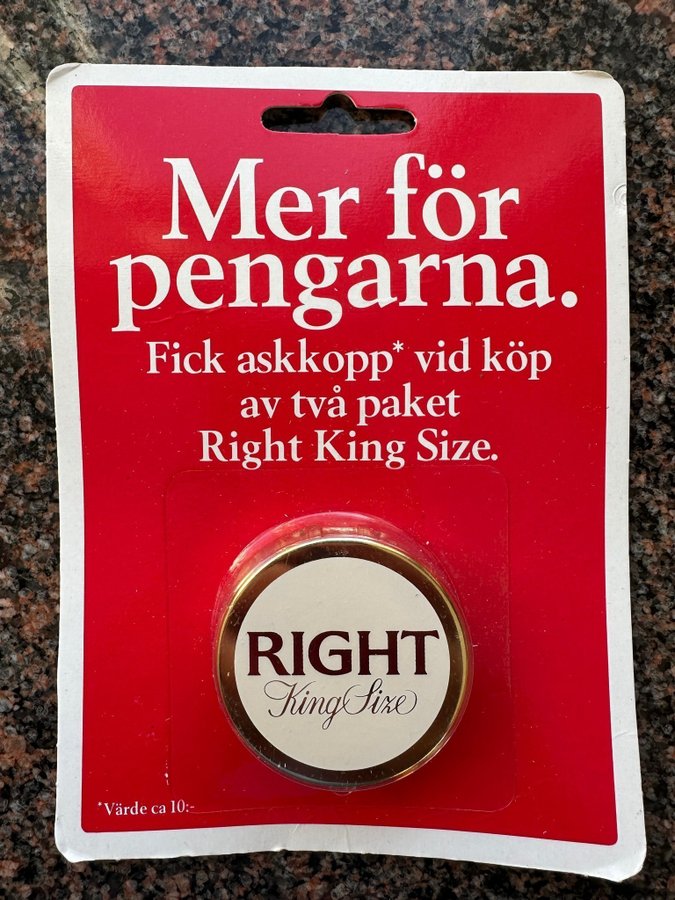 Mer för
pengarna.
Fick askkopp* vid köp
av två paket
Right King Size.
RIGHT
King Size
*Värde ca 10:-